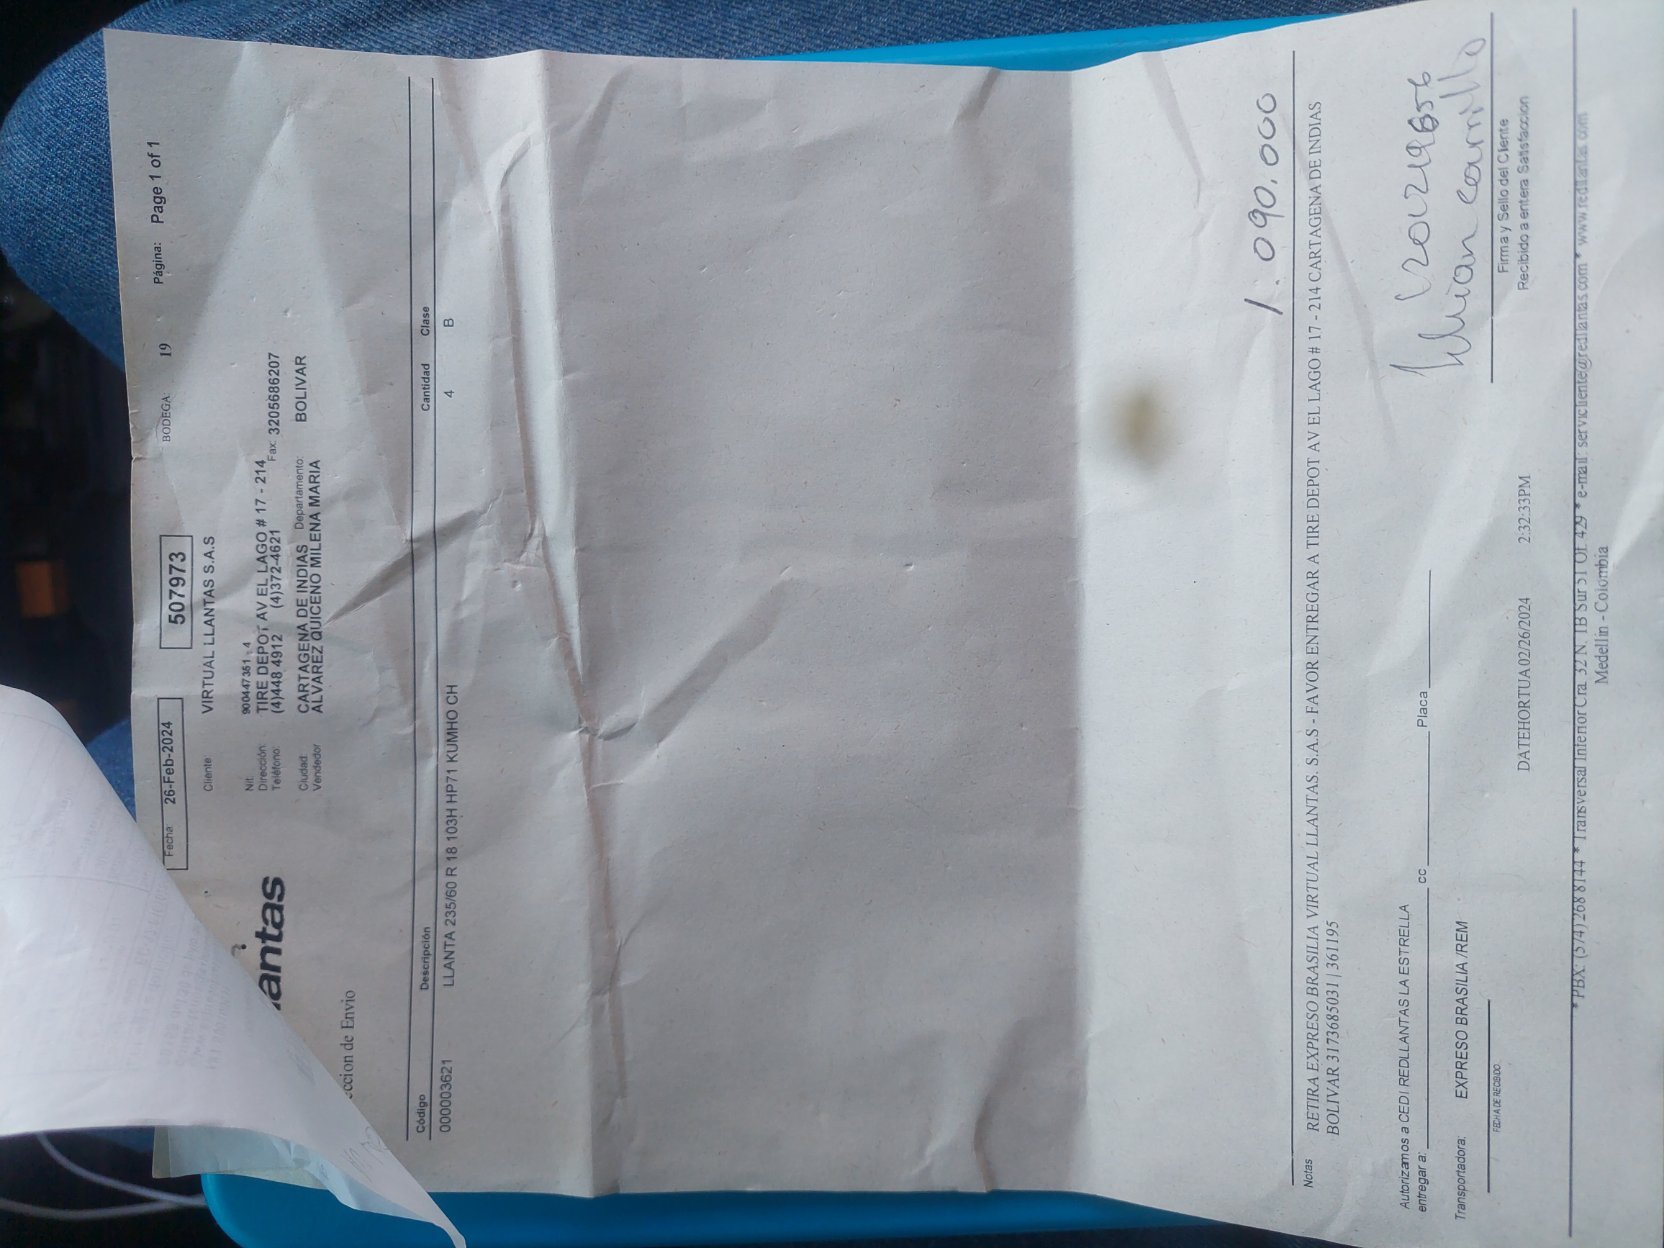 Fecha 26-Feb-2024 507973 BODEGA 19 Página: Page 1 of 1
Cliente: VIRTUAL LLANTAS S.A.S
antas
Nit: 900447361 - 4
Dirección: TIRE DEPOT AV EL LAGO # 17 - 214
Teléfono: (4)448 4912 (4)372-4621 Fax: 3205686207
Ciudad: CARTAGENA DE INDIAS Departamento: BOLIVAR
Vendedor ALVAREZ QUICENO MILENA MARIA
ccion de Envio
Código Descripción Cantidad Clase
000003621 LLANTA 235/60 R 18 103H HP71 KUMHO CH 4 B
1.090.000
Notas RETIRA EXPRESO BRASILIA VIRTUAL LLANTAS. S.A.S - FAVOR ENTREGAR A TIRE DEPOT AV EL LAGO # 17 - 214 CARTAGENA DE INDIAS
BOLIVAR 3173685031 | 361195
Autorizamos a CEDI REDLLANTAS LA ESTRELLA
entregar a: cc Placa
carrillo
Transportadora: EXPRESO BRASILIA /REM
FECHA DE RECIBIDO
Firma y Sello del Cliente
Recibido a entera Satisfaccion
DATEHORTUA 02/26/2024 2:32:33PM
* PBX: (574) 268 8144 * Transversal Inferior Cra. 32 N. 1B Sur 51 Of. 429 * e-mail: servicliente@redllantas.com * www.redllantas.com
Medellín - Colombia